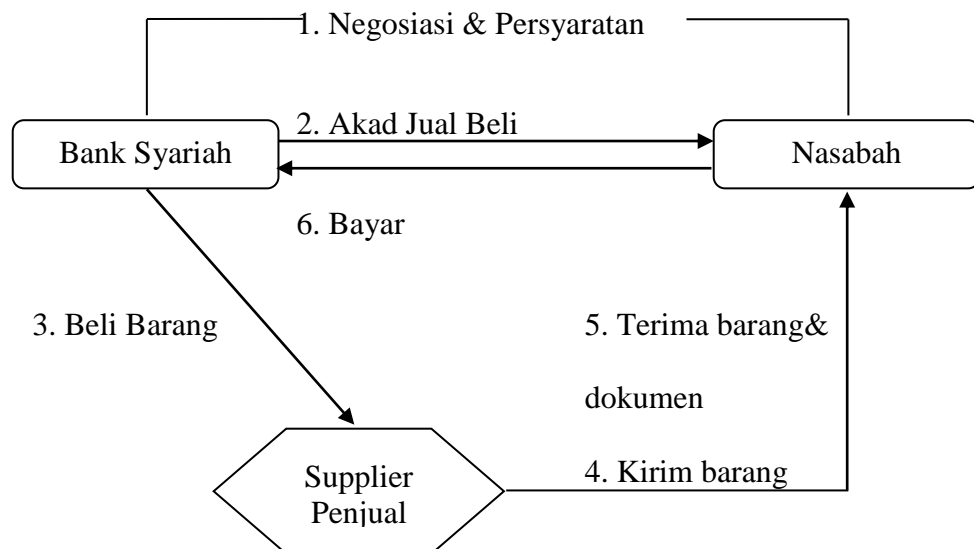 1. Negosiasi & Persyaratan
2. Akad Jual Beli
Bank Syariah
Nasabah
6. Bayar
3. Beli Barang
5. Terima barang&
dokumen
4. Kirim barang
Supplier
Penjual